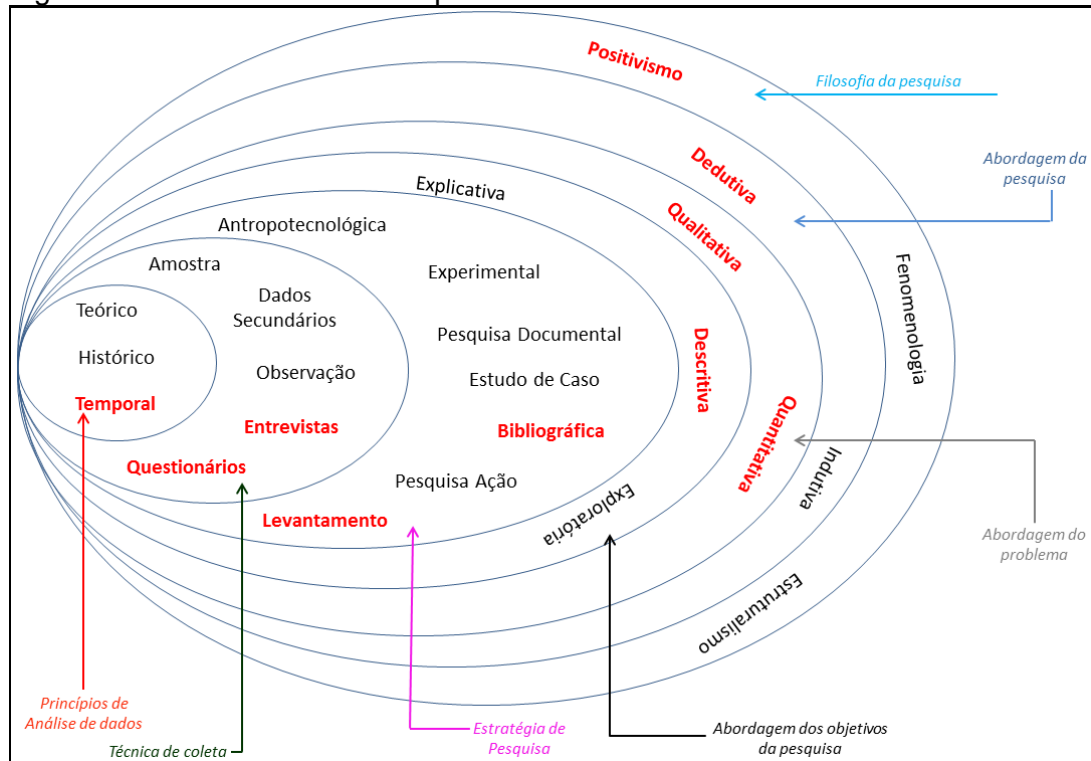 Positivismo
Filosofia da pesquisa
Dedutiva
Abordagem da
pesquisa
Explicativa
Qualitativa
Antropotecnológica
Amostra
Experimental
Fenomenologia
Teórico
Dados
Secundários
Pesquisa Documental
Histórico
Observação
Estudo de Caso
Descritiva
Temporal
Entrevistas
Bibliográfica
Quantitativa
Questionários
Pesquisa Ação
Indutiva
Levantamento
Exploratória
Abordagem do
problema
Estruturalismo
Princípios de
Análise de dados
Técnica de coleta
Estratégia de
Pesquisa
Abordagem dos objetivos
da pesquisa